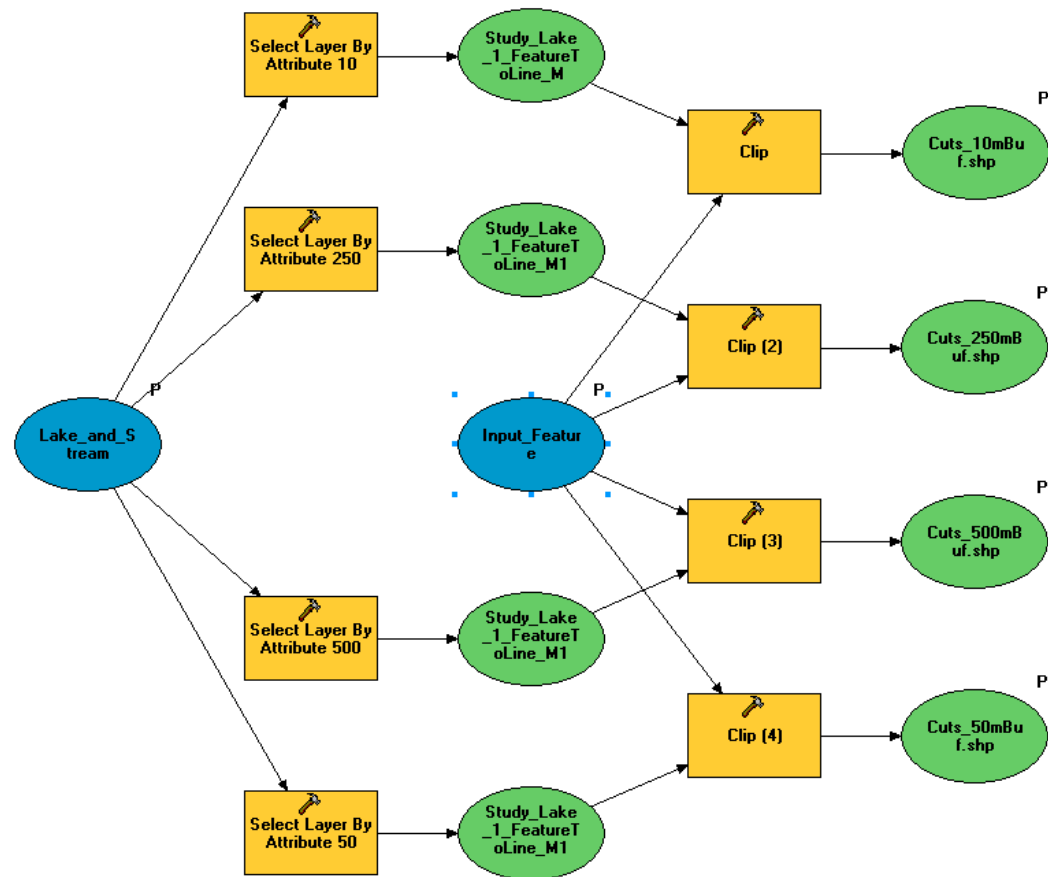 Select Layer By
Attribute 10
Study_Lake
_1_FeatureT
oLine_M
P
Clip
Cuts_10mBu
f.shp
Select Layer By
Attribute 250
Study_Lake
_1_FeatureT
oLine_M1
P
Clip (2)
Cuts_250mB
uf.shp
P
Lake_and_S
tream
P
Input_Featur
e
P
Clip (3)
Cuts_500mB
uf.shp
Select Layer By
Attribute 500
Study_Lake
_1_FeatureT
oLine_M1
P
Clip (4)
Cuts_50mBu
f.shp
Select Layer By
Attribute 50
Study_Lake
_1_FeatureT
oLine_M1